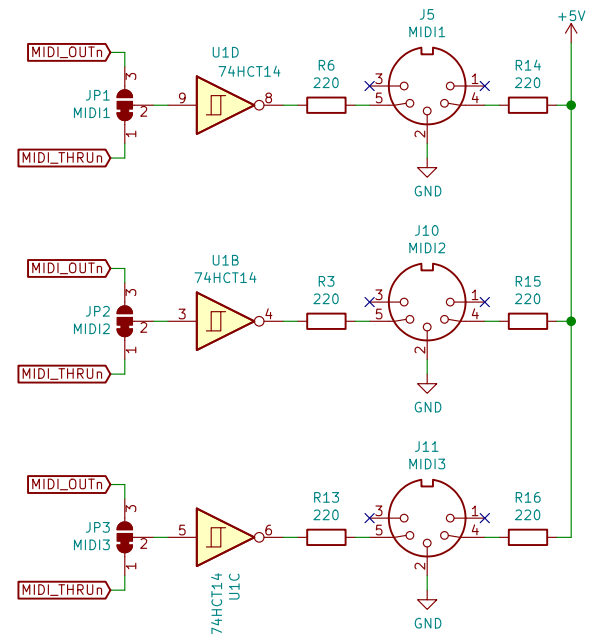 +5V
J5
MIDI1
MIDI_OUTn
U1D
74HCT14
R6
220
R14
220
3
3
1
JP1
MIDI1
2
9
8
5
4
1
2
MIDI_THRUn
GND
J10
MIDI2
MIDI_OUTn
U1B
74HCT14
R3
220
R15
220
3
3
1
JP2
MIDI2
2
3
4
5
4
1
2
MIDI_THRUn
GND
J11
MIDI3
MIDI_OUTn
R13
220
R16
220
3
3
1
JP3
MIDI3
2
5
6
5
4
1
2
MIDI_THRUn
74HCT14
U1C
GND